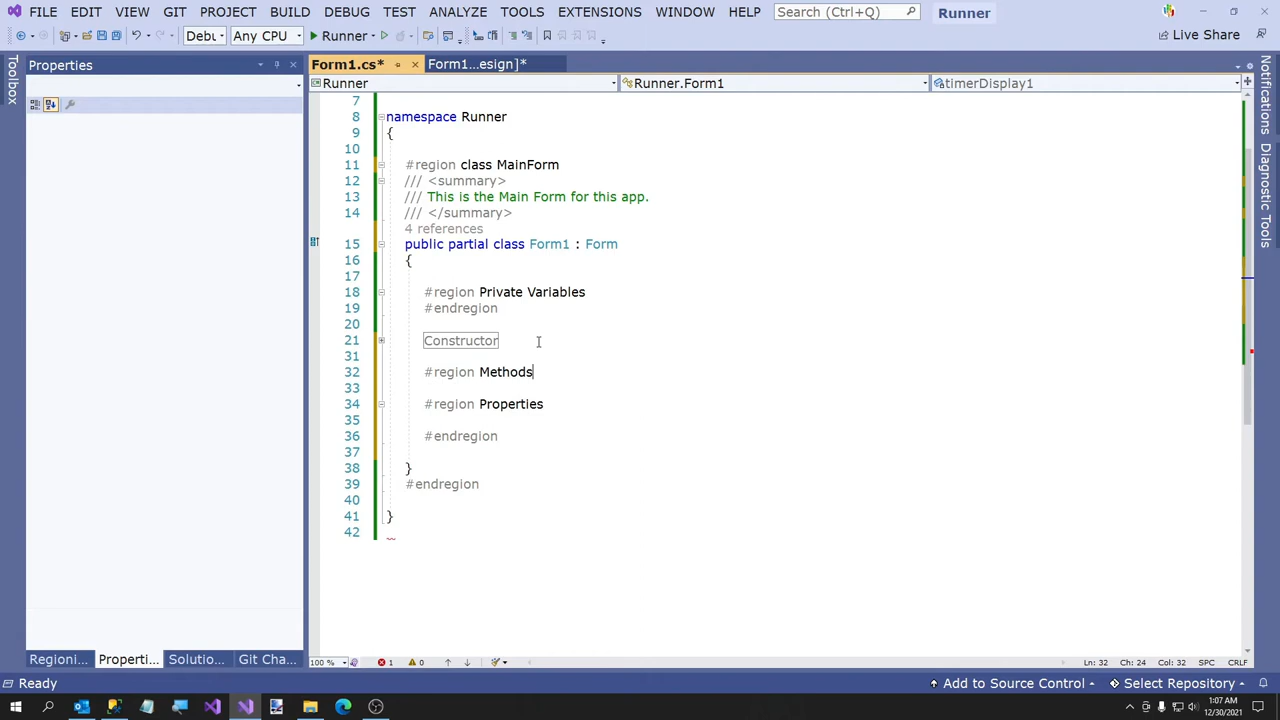 FILE EDIT VIEW GIT PROJECT BUILD DEBUG TEST ANALYZE TOOLS EXTENSIONS WINDOW HELP Search (Ctrl+Q) Runner
Debu Any CPU Runner Live Share
Toolbox
Properties
Form1.cs* Form1...esign]*
Runner Runner.Form1 timerDisplay1
Notifications
Diagnostic Tools
7
8 namespace Runner
9 {
10
11 #region class MainForm
12 /// <summary>
13 /// This is the Main Form for this app.
14 /// </summary>
4 references
15 public partial class Form1 : Form
16 {
17
18 #region Private Variables
19 #endregion
20
21 Constructor
31
32 #region Methods
33
34 #region Properties
35
36 #endregion
37
38 }
39 #endregion
40
41 }
42
Regioni... Properti... Solutio... Git Cha...
100 % 1 0 Ln: 32 Ch: 24 Col: 32 SPC CRLF
Ready Add to Source Control Select Repository
1:07 AM
12/30/2021